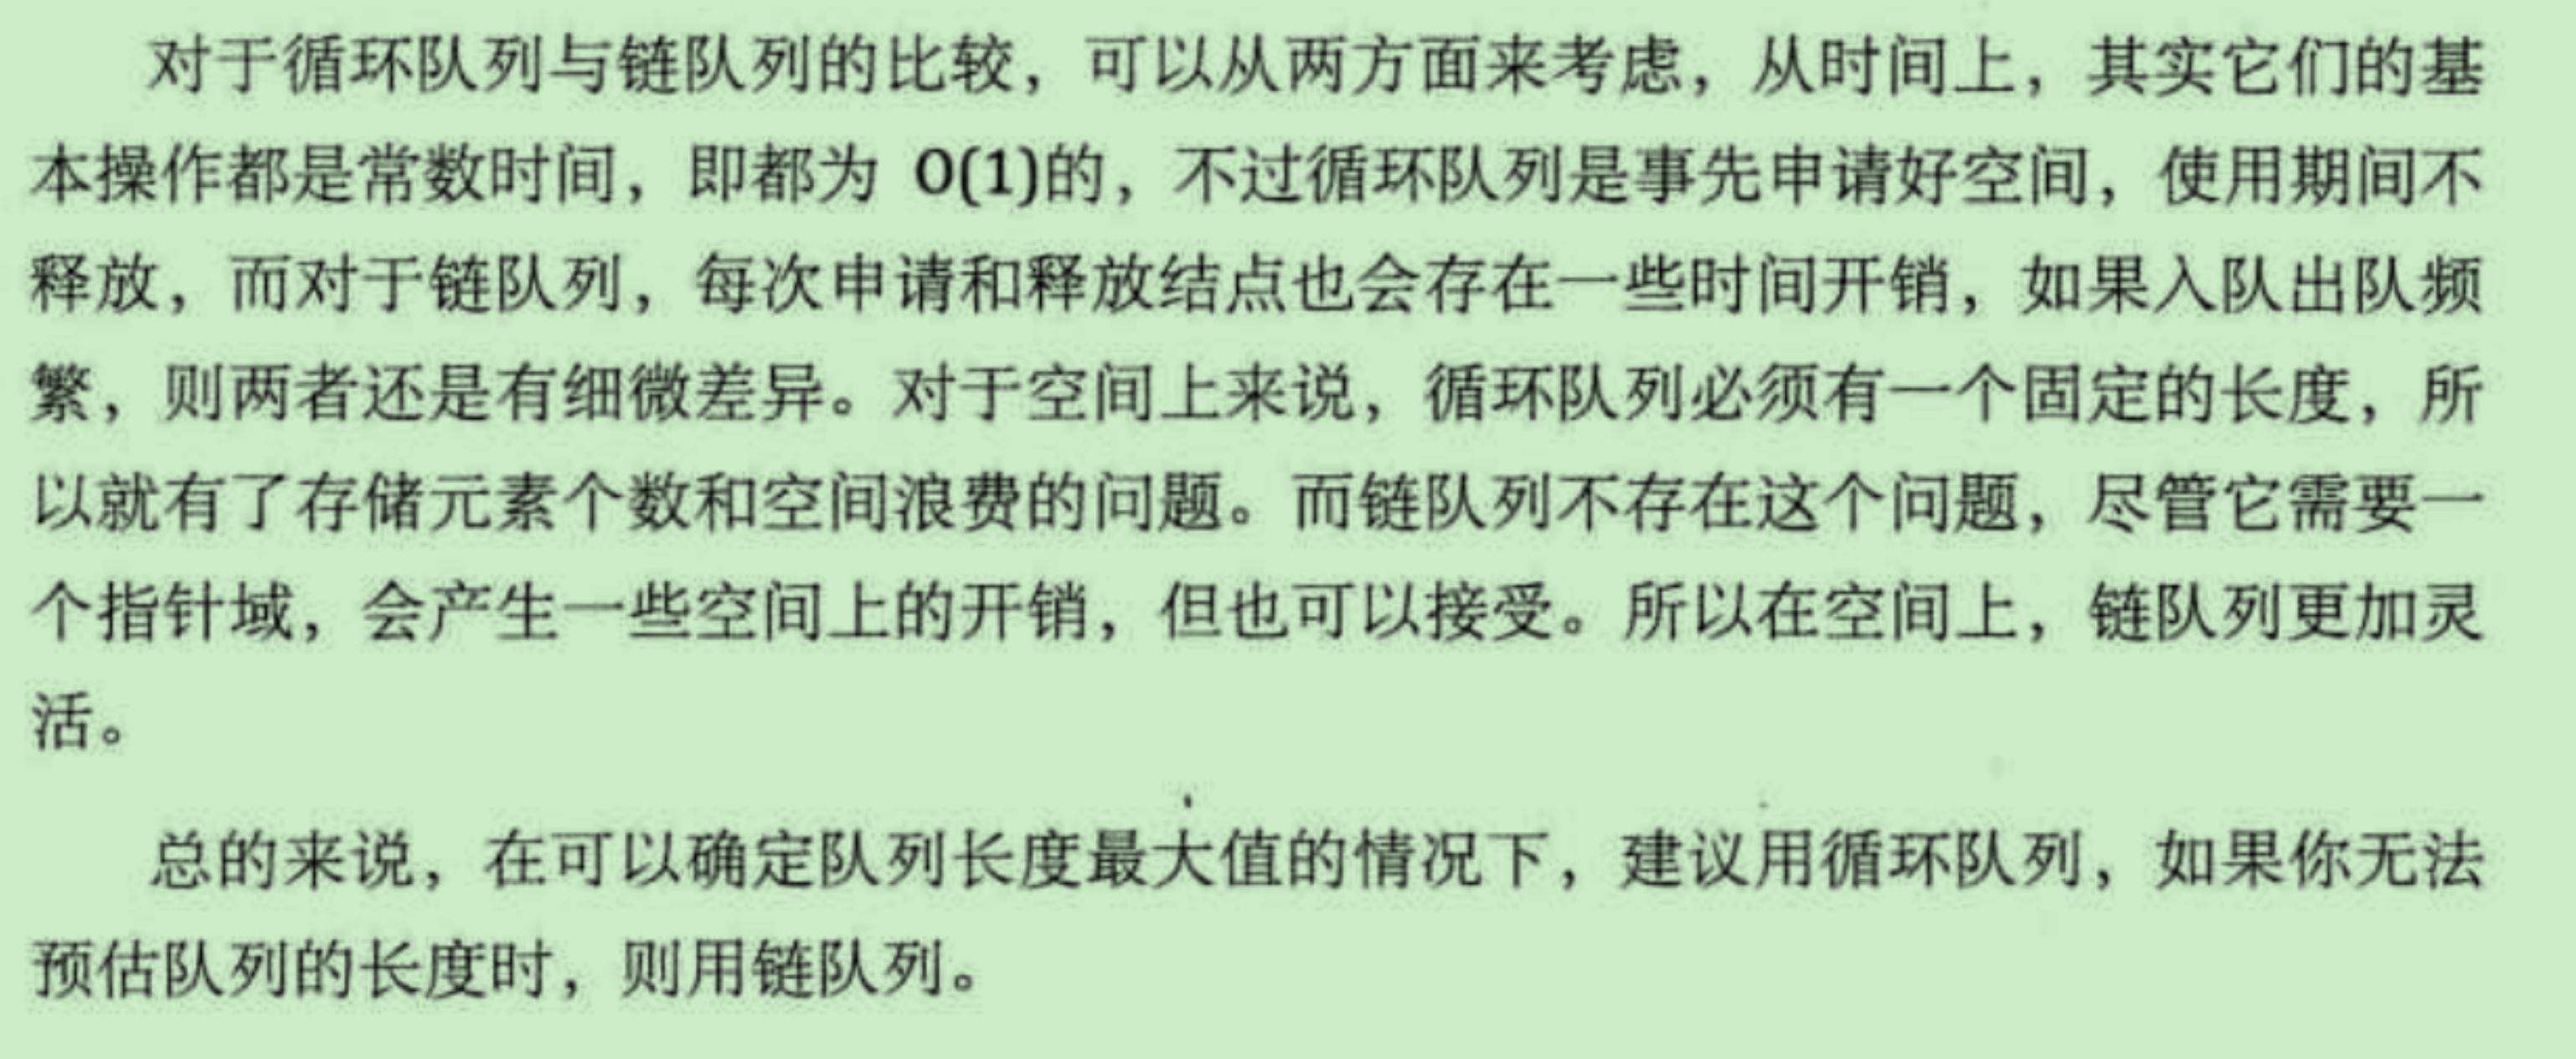 对于循环队列与链队列的比较，可以从两方面来考虑，从时间上，其实它们的基
本操作都是常数时间，即都为 O(1)的，不过循环队列是事先申请好空间，使用期间不
释放，而对于链队列，每次申请和释放结点也会存在一些时间开销，如果入队出队频
繁，则两者还是有细微差异。对于空间上来说，循环队列必须有一个固定的长度，所
以就有了存储元素个数和空间浪费的问题。而链队列不存在这个问题，尽管它需要一
个指针域，会产生一些空间上的开销，但也可以接受。所以在空间上，链队列更加灵
活。
总的来说，在可以确定队列长度最大值的情况下，建议用循环队列，如果你无法
预估队列的长度时，则用链队列。